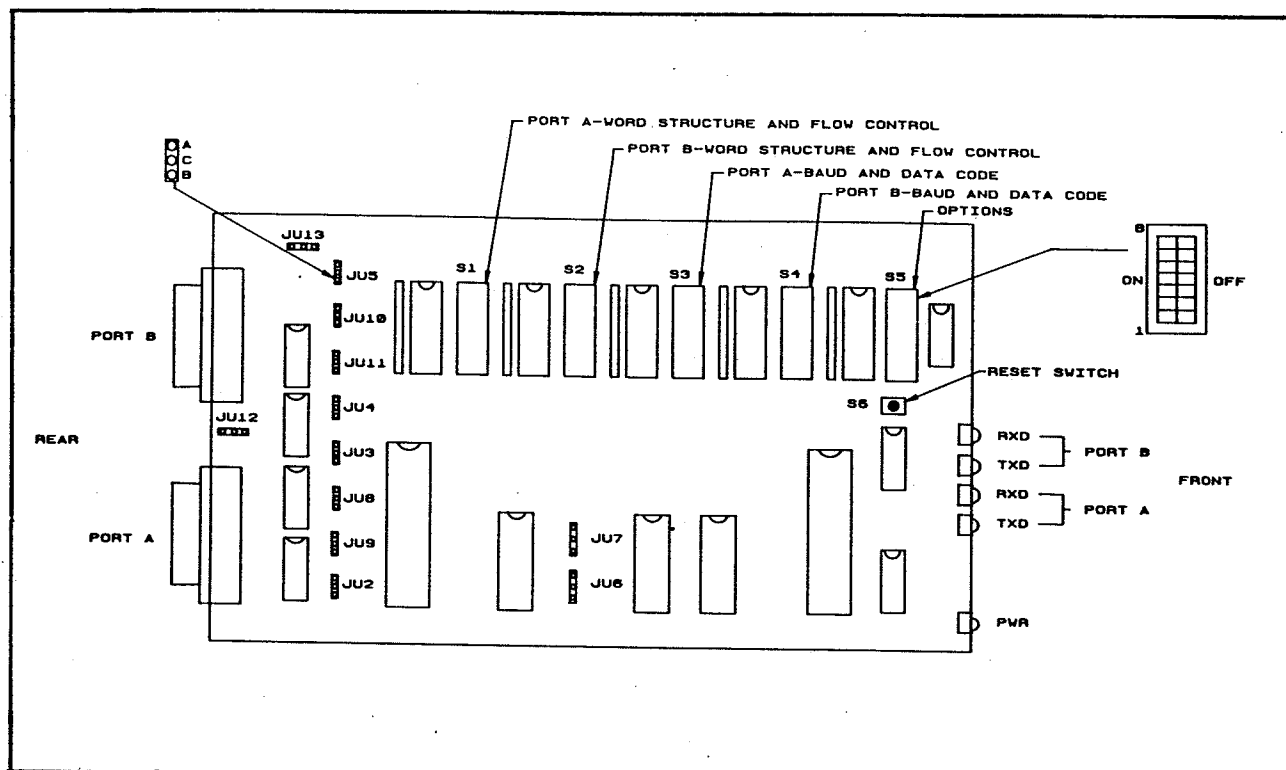 PORT A-WORD STRUCTURE AND FLOW CONTROL
PORT B-WORD STRUCTURE AND FLOW CONTROL
PORT A-BAUD AND DATA CODE
PORT B-BAUD AND DATA CODE
OPTIONS
A
C
B
8
ON
OFF
1
JU13
JU5
S1
S2
S3
S4
S5
JU10
PORT B
JU11
RESET SWITCH
JU4
S6
JU12
REAR
JU3
RXD
TXD
PORT B
JU8
RXD
TXD
PORT A
FRONT
PORT A
JU9
JU7
JU2
JU6
PWR